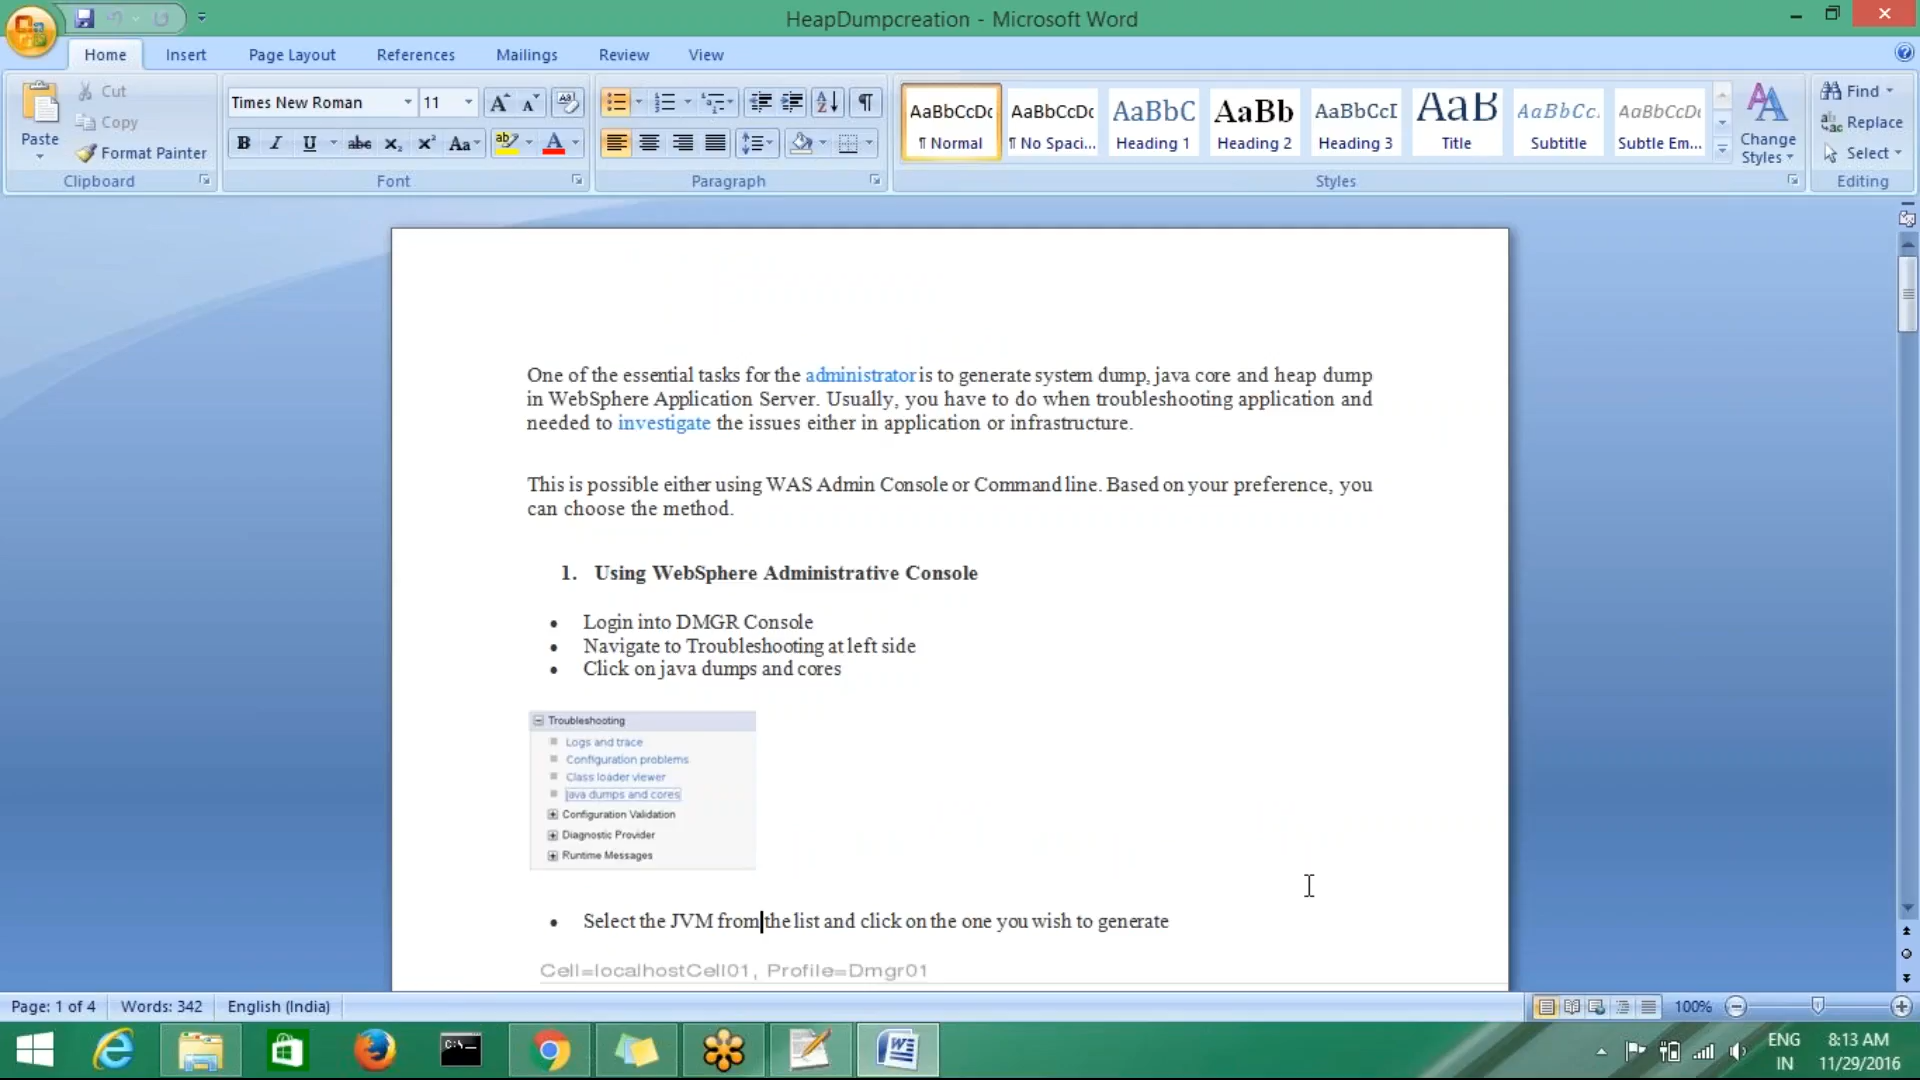 HeapDumpcreation - Microsoft Word
Home Insert Page Layout References Mailings Review View
Paste
Cut
Copy
Format Painter
Clipboard
Times New Roman 11
B I U abc X₂ X² Aa ab A
Font
Paragraph
AaBbCcDc AaBbCcDc AaBbC AaBb AaBbCcI AaB AaBbCc. AaBbCcDc
¶ Normal ¶ No Spaci... Heading 1 Heading 2 Heading 3 Title Subtitle Subtle Em...
Change Styles
Styles
Find
Replace
Select
Editing
One of the essential tasks for the administrator is to generate system dump, java core and heap dump
in WebSphere Application Server. Usually, you have to do when troubleshooting application and
needed to investigate the issues either in application or infrastructure.
This is possible either using WAS Admin Console or Command line. Based on your preference, you
can choose the method.
1. Using WebSphere Administrative Console
• Login into DMGR Console
• Navigate to Troubleshooting at left side
• Click on java dumps and cores
Troubleshooting
Logs and trace
Configuration problems
Class loader viewer
Java dumps and cores
Configuration Validation
Diagnostic Provider
Runtime Messages
• Select the JVM from the list and click on the one you wish to generate
Cell=localhostCell01, Profile=Dmgr01
Page: 1 of 4 Words: 342 English (India) 100%
ENG 8:13 AM
IN 11/29/2016